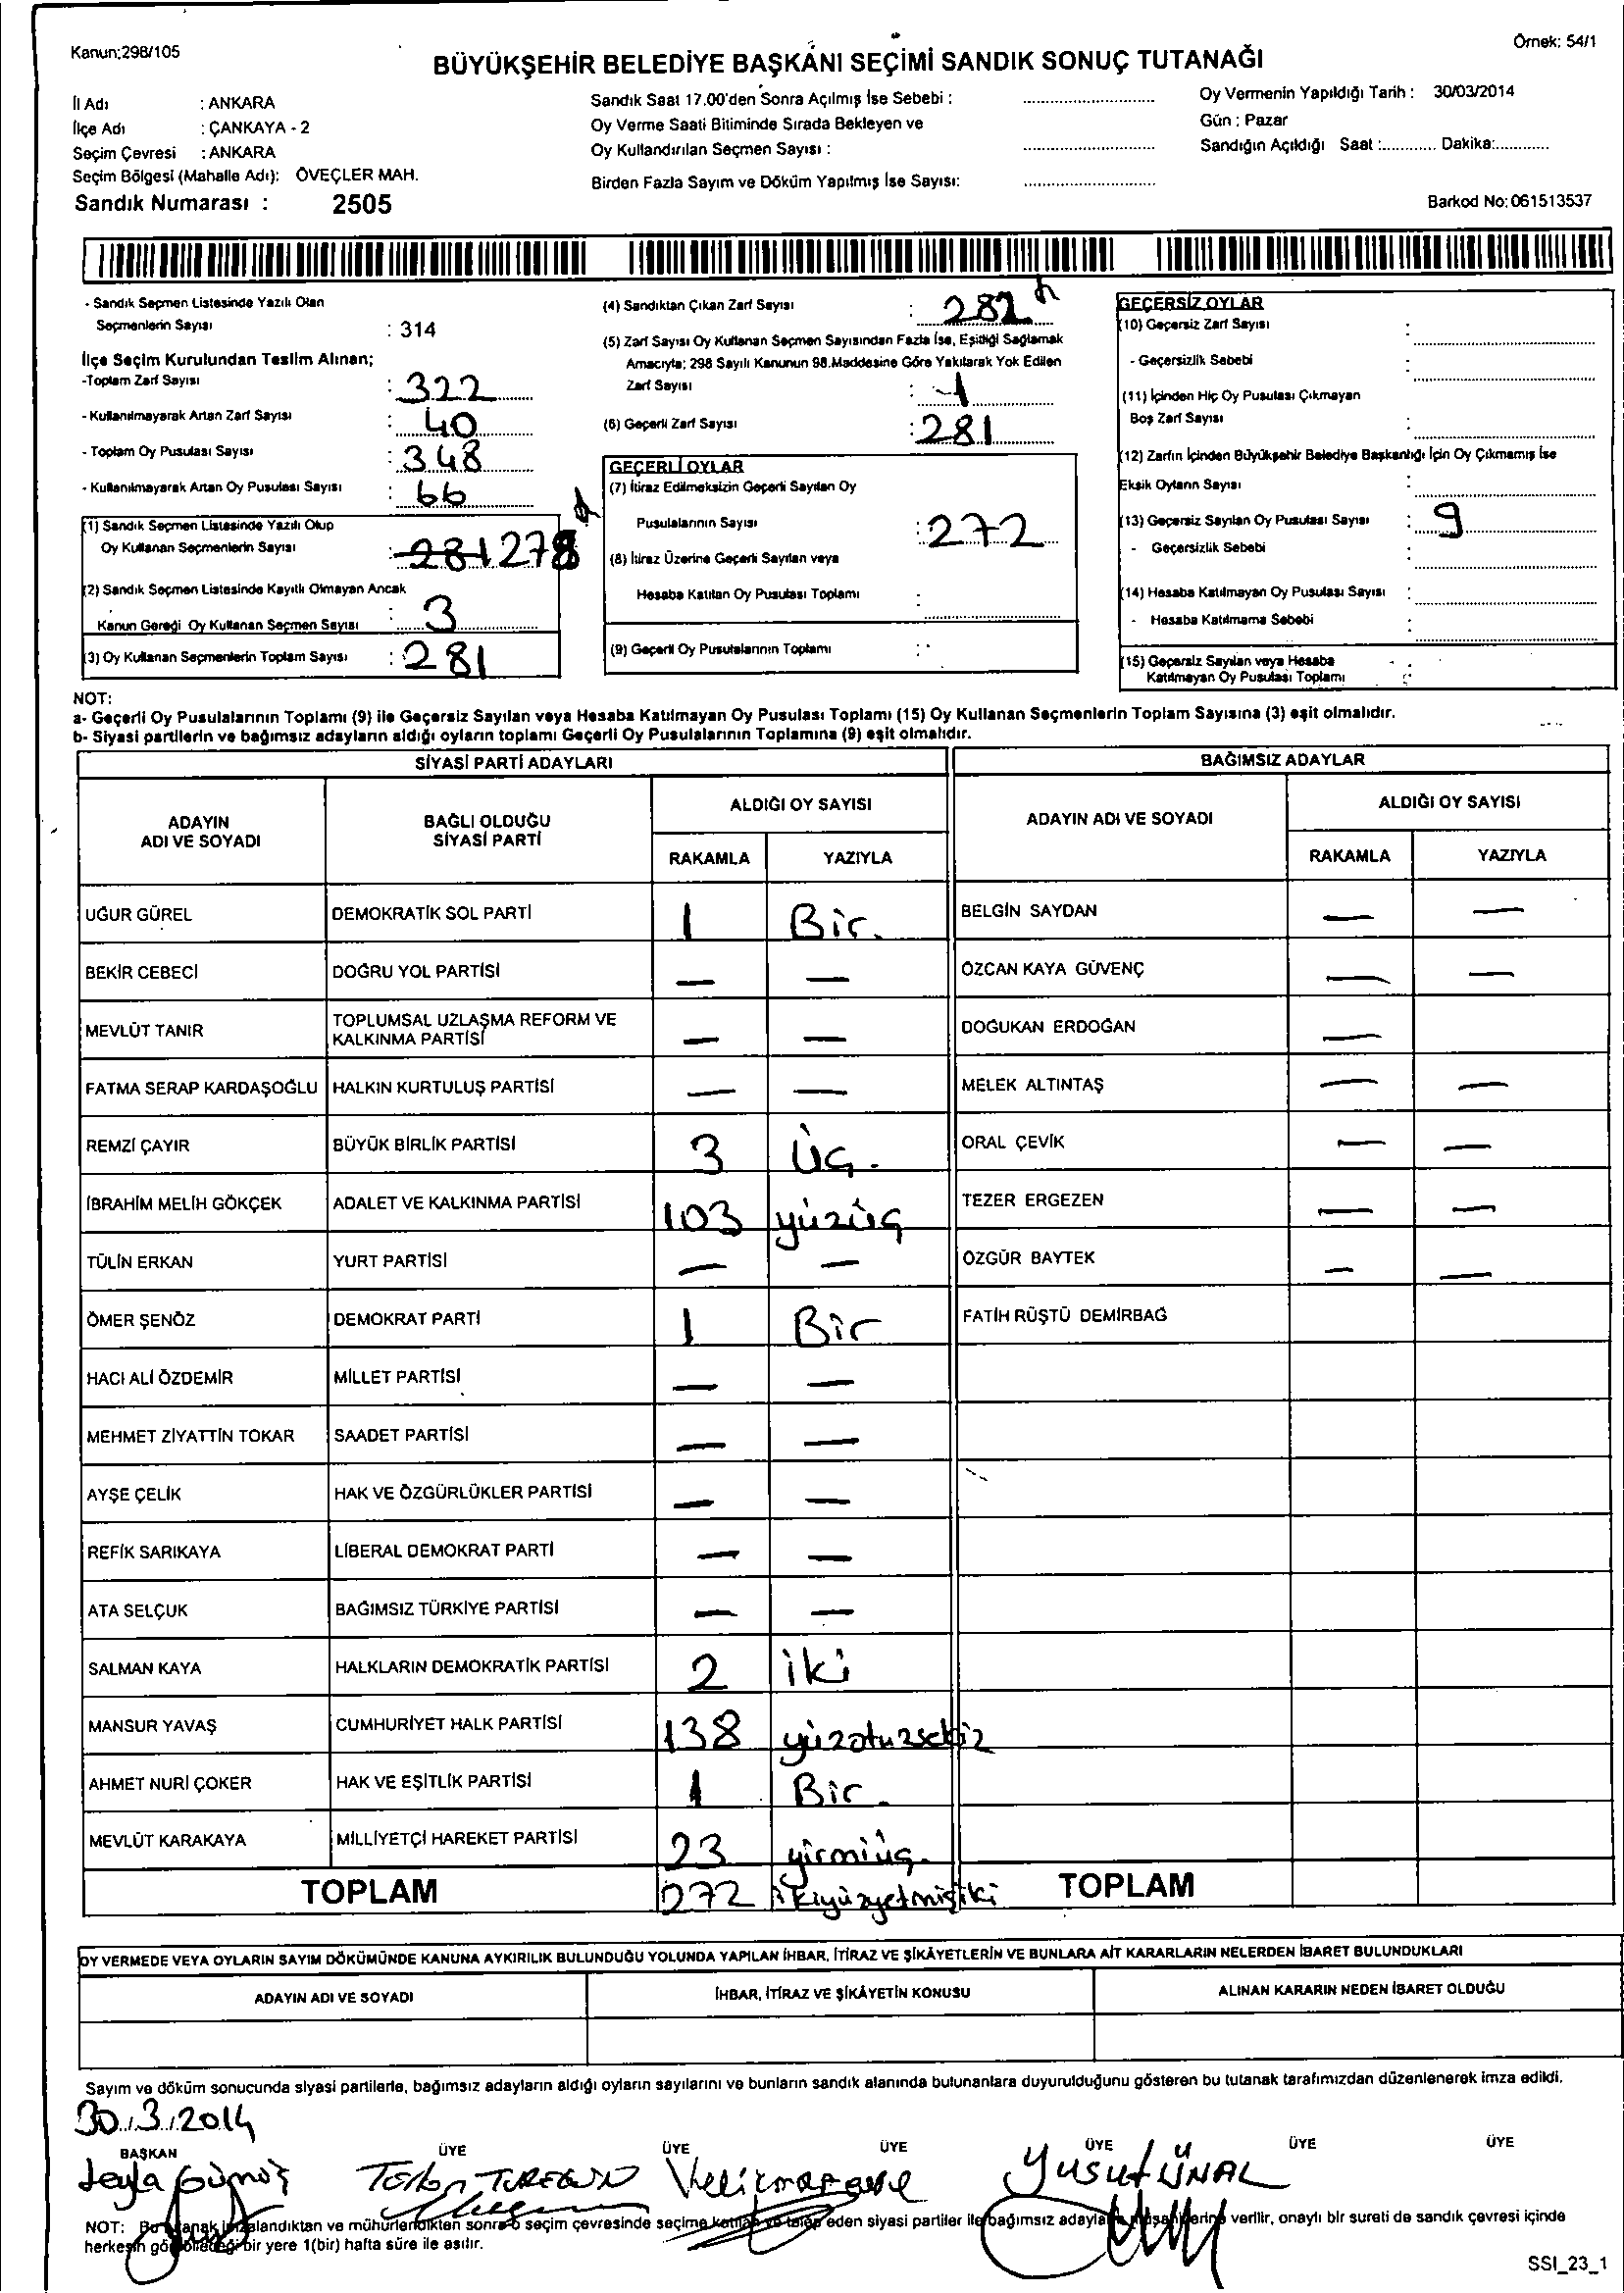 Kanun:298/105
Örnek: 54/1
BÜYÜKŞEHİR BELEDİYE BAŞKANI SEÇİMİ SANDIK SONUÇ TUTANAĞI
İl Adı : ANKARA
İlçe Adı : ÇANKAYA - 2
Seçim Çevresi : ANKARA
Seçim Bölgesi (Mahalle Adı): ÖVEÇLER MAH.
Sandık Numarası : 2505
Sandık Saat 17.00'den Sonra Açılmış İse Sebebi :
Oy Verme Saati Bitiminde Sırada Bekleyen ve
Oy Kullandırılan Seçmen Sayısı :
Birden Fazla Sayım ve Döküm Yapılmış İse Sayısı:
Oy Vermenin Yapıldığı Tarih : 30/03/2014
Gün : Pazar
Sandığın Açıldığı Saat :............ Dakika:............
Barkod No:061513537
- Sandık Seçmen Listesinde Yazılı Olan
Seçmenlerin Sayısı : 314
İlçe Seçim Kurulundan Teslim Alınan;
-Toplam Zarf Sayısı : 322
- Kullanılmayarak Artan Zarf Sayısı : 40
- Toplam Oy Pusulası Sayısı : 348
- Kullanılmayarak Artan Oy Pusulası Sayısı : 66
(1) Sandık Seçmen Listesinde Yazılı Olup
Oy Kullanan Seçmenlerin Sayısı : 281 278
(2) Sandık Seçmen Listesinde Kayıtlı Olmayan Ancak
Kanun Gereği Oy Kullanan Seçmen Sayısı : 3
(3) Oy Kullanan Seçmenlerin Toplam Sayısı : 281
(4) Sandıktan Çıkan Zarf Sayısı : 282
(5) Zarf Sayısı Oy Kullanan Seçmen Sayısından Fazla İse, Eşitliği Sağlamak
Amacıyla; 298 Sayılı Kanunun 98.Maddesine Göre Yakılarak Yok Edilen
Zarf Sayısı : 1
(6) Geçerli Zarf Sayısı : 281
GEÇERLİ OYLAR
(7) İtiraz Edilmeksizin Geçerli Sayılan Oy
Pusulalarının Sayısı : 272
(8) İtiraz Üzerine Geçerli Sayılan veya
Hesaba Katılan Oy Pusulası Toplamı :
(9) Geçerli Oy Pusulalarının Toplamı :
GEÇERSİZ OYLAR
(10) Geçersiz Zarf Sayısı :
- Geçersizlik Sebebi :
(11) İçinden Hiç Oy Pusulası Çıkmayan
Boş Zarf Sayısı :
(12) Zarfın İçinden Büyükşehir Belediye Başkanlığı İçin Oy Çıkmamış İse
Eksik Oyların Sayısı :
(13) Geçersiz Sayılan Oy Pusulası Sayısı : 9
- Geçersizlik Sebebi :
(14) Hesaba Katılmayan Oy Pusulası Sayısı :
- Hesaba Katılmama Sebebi :
(15) Geçersiz Sayılan veya Hesaba
Katılmayan Oy Pusulası Toplamı :
NOT:
a- Geçerli Oy Pusulalarının Toplamı (9) ile Geçersiz Sayılan veya Hesaba Katılmayan Oy Pusulası Toplamı (15) Oy Kullanan Seçmenlerin Toplam Sayısına (3) eşit olmalıdır.
b- Siyasi partilerin ve bağımsız adayların aldığı oyların toplamı Geçerli Oy Pusulalarının Toplamına (9) eşit olmalıdır.
SİYASİ PARTİ ADAYLARI
ADAYIN
ADI VE SOYADI
BAĞLI OLDUĞU
SİYASİ PARTİ
ALDIĞI OY SAYISI
RAKAMLA YAZIYLA
UĞUR GÜREL DEMOKRATİK SOL PARTİ 1 Bir.
BEKİR CEBECİ DOĞRU YOL PARTİSİ — —
MEVLÜT TANIR TOPLUMSAL UZLAŞMA REFORM VE
KALKINMA PARTİSİ — —
FATMA SERAP KARDAŞOĞLU HALKIN KURTULUŞ PARTİSİ — —
REMZİ ÇAYIR BÜYÜK BİRLİK PARTİSİ 3 Üç.
İBRAHİM MELİH GÖKÇEK ADALET VE KALKINMA PARTİSİ 103 yüzüç
TÜLİN ERKAN YURT PARTİSİ — —
ÖMER ŞENÖZ DEMOKRAT PARTİ 1 Bir
HACI ALİ ÖZDEMİR MİLLET PARTİSİ — —
MEHMET ZİYATTİN TOKAR SAADET PARTİSİ — —
AYŞE ÇELİK HAK VE ÖZGÜRLÜKLER PARTİSİ — —
REFİK SARIKAYA LİBERAL DEMOKRAT PARTİ — —
ATA SELÇUK BAĞIMSIZ TÜRKİYE PARTİSİ — —
SALMAN KAYA HALKLARIN DEMOKRATİK PARTİSİ 2 iki
MANSUR YAVAŞ CUMHURİYET HALK PARTİSİ 138 yüzotuzsekiz
AHMET NURİ ÇOKER HAK VE EŞİTLİK PARTİSİ 1 Bir.
MEVLÜT KARAKAYA MİLLİYETÇİ HAREKET PARTİSİ 23 yirmiüç.
TOPLAM 272 ikiyüzyetmişiki
BAĞIMSIZ ADAYLAR
ADAYIN ADI VE SOYADI
ALDIĞI OY SAYISI
RAKAMLA YAZIYLA
BELGİN SAYDAN — —
ÖZCAN KAYA GÜVENÇ — —
DOĞUKAN ERDOĞAN —
MELEK ALTINTAŞ — —
ORAL ÇEVİK — —
TEZER ERGEZEN — —
ÖZGÜR BAYTEK — —
FATİH RÜŞTÜ DEMİRBAĞ
TOPLAM
OY VERMEDE VEYA OYLARIN SAYIM DÖKÜMÜNDE KANUNA AYKIRILIK BULUNDUĞU YOLUNDA YAPILAN İHBAR, İTİRAZ VE ŞİKÂYETLERİN VE BUNLARA AİT KARARLARIN NELERDEN İBARET BULUNDUKLARI
ADAYIN ADI VE SOYADI
İHBAR, İTİRAZ VE ŞİKÂYETİN KONUSU
ALINAN KARARIN NEDEN İBARET OLDUĞU
Sayım ve döküm sonucunda siyasi partilerle, bağımsız adayların aldığı oyların sayılarını ve bunların sandık alanında bulunanlara duyurulduğunu gösteren bu tutanak tarafımızdan düzenlenerek imza edildi.
30.3.2014
BAŞKAN ÜYE ÜYE ÜYE ÜYE ÜYE ÜYE
Leyla Gümüş
Yusuf ÜNAL
NOT: Bu tutanak imzalandıktan ve mühürlendikten sonra o seçim çevresinde seçime katılan ve talep eden siyasi partiler ile bağımsız adayların müşahitlerine verilir, onaylı bir sureti de sandık çevresi içinde
herkesin görebileceği bir yere 1(bir) hafta süre ile asılır.
SSI_23_1